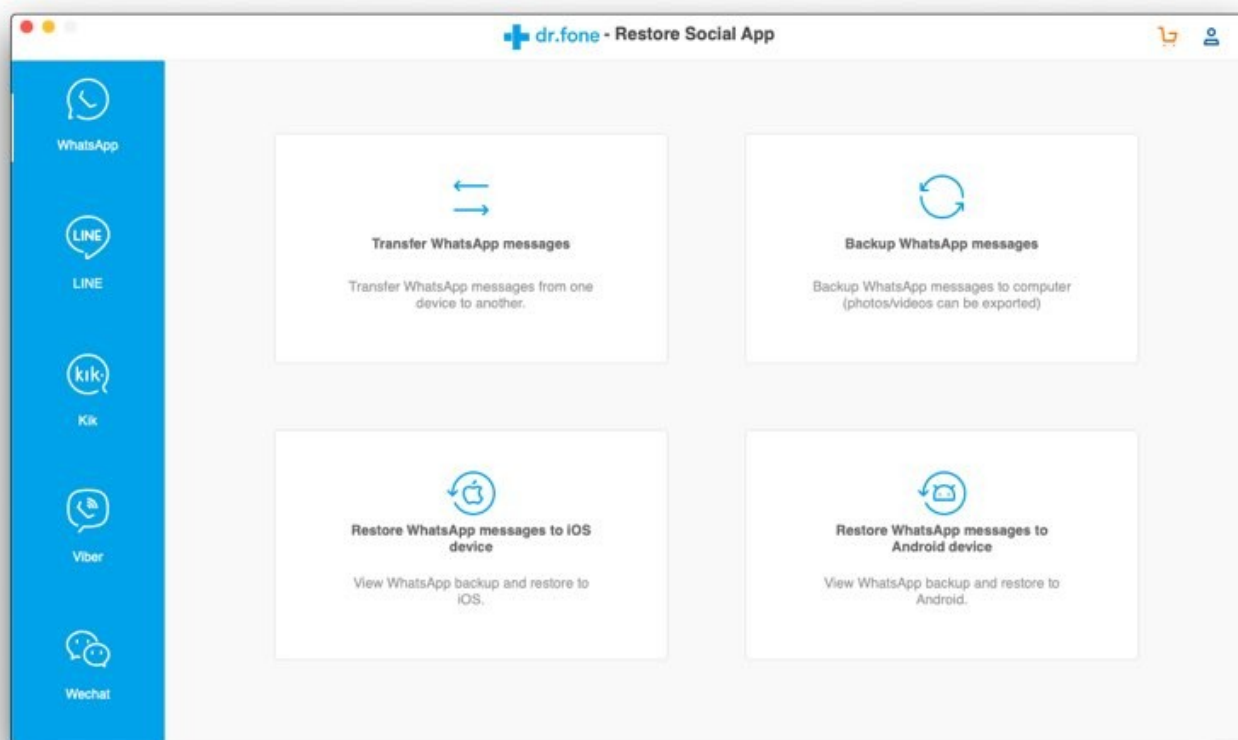 dr.fone - Restore Social App
WhatsApp
LINE
LINE
kik
Kik
Viber
Wechat
Transfer WhatsApp messages
Transfer WhatsApp messages from one
device to another.
Backup WhatsApp messages
Backup WhatsApp messages to computer
(photos/videos can be exported)
Restore WhatsApp messages to iOS
device
View WhatsApp backup and restore to
iOS.
Restore WhatsApp messages to
Android device
View WhatsApp backup and restore to
Android.